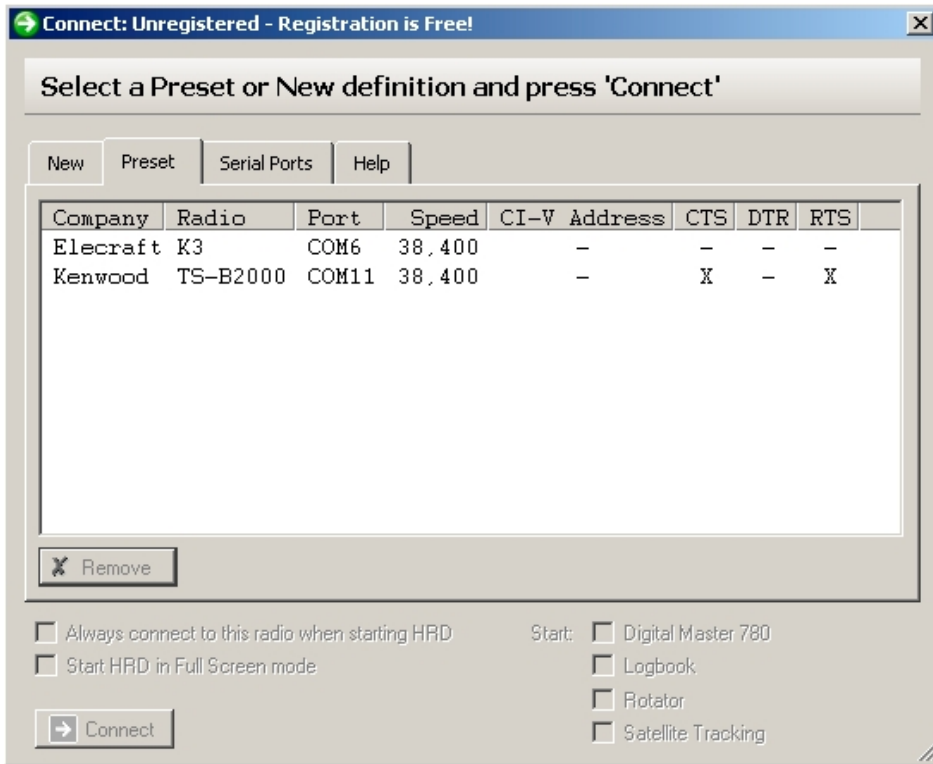 Connect: Unregistered - Registration is Free!
Select a Preset or New definition and press 'Connect'
New Preset Serial Ports Help
Company Radio Port Speed CI-V Address CTS DTR RTS
Elecraft K3 COM6 38,400 - - - -
Kenwood TS-B2000 COM11 38,400 - X - X
Remove
Always connect to this radio when starting HRD Start: Digital Master 780
Start HRD in Full Screen mode Logbook
Rotator
Connect Satellite Tracking